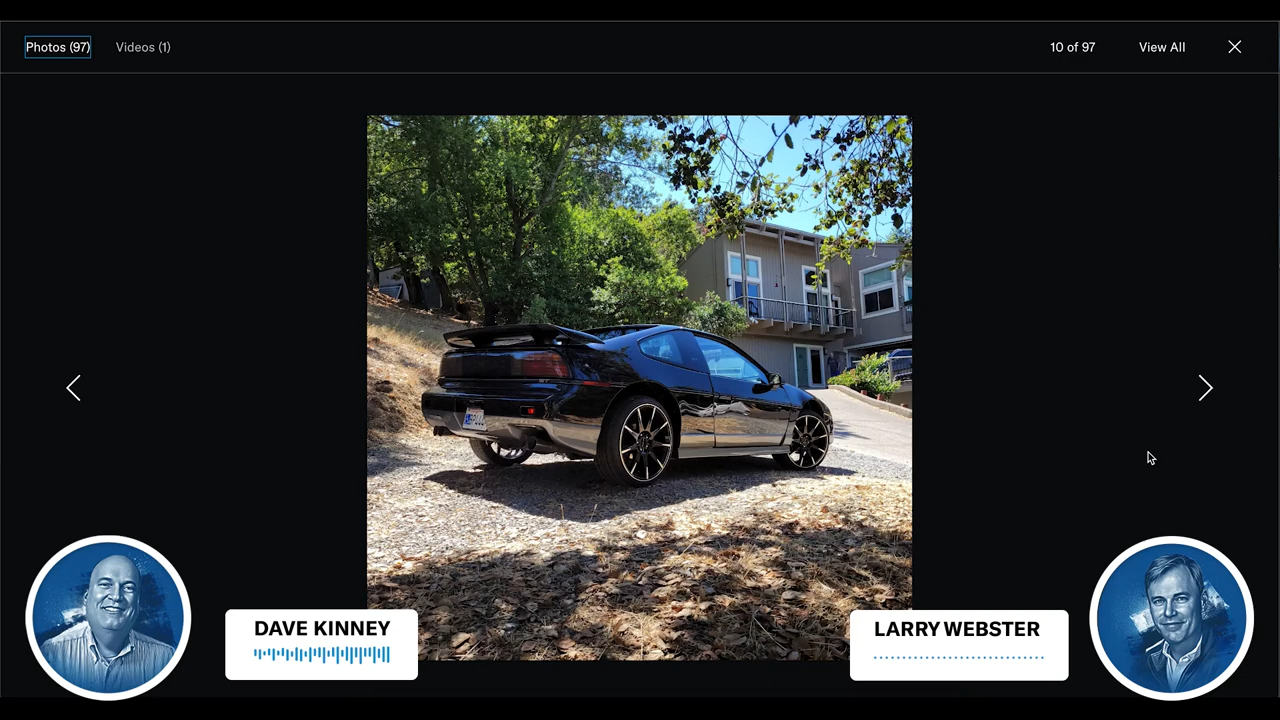 Photos (97) Videos (1) 10 of 97 View All
DAVE KINNEY
LARRY WEBSTER